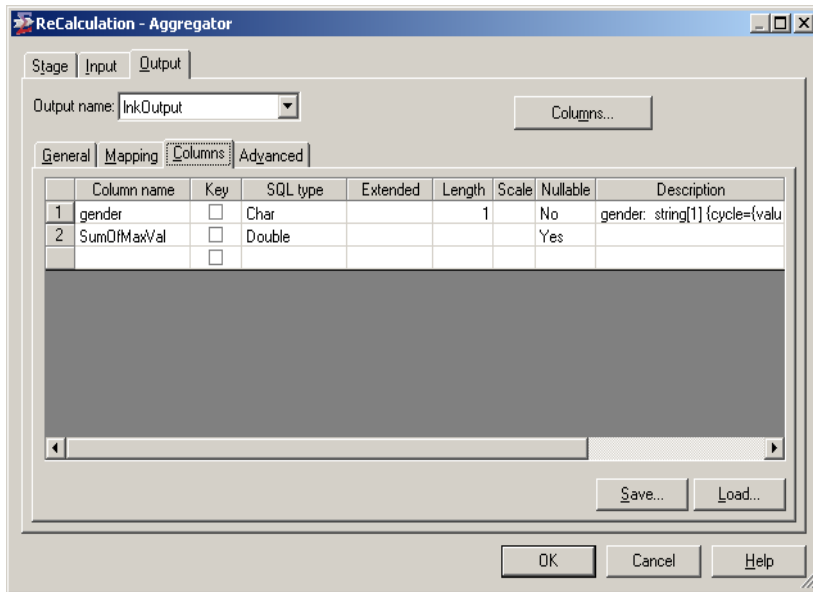 ReCalculation - Aggregator
Stage Input Output
Output name: lnkOutput Columns...
General Mapping Columns Advanced
Column name Key SQL type Extended Length Scale Nullable Description
1 gender Char 1 No gender: string[1] {cycle={valu
2 SumOfMaxVal Double Yes
Save... Load...
OK Cancel Help